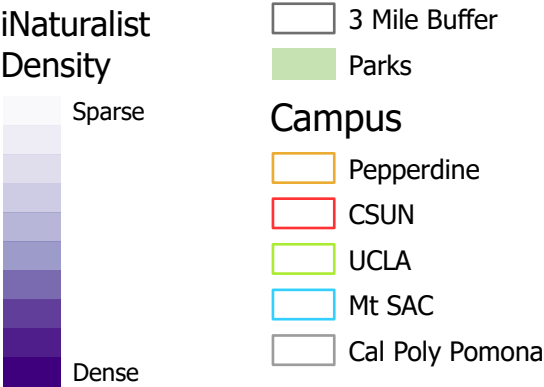 iNaturalist
Density
Sparse
Dense
3 Mile Buffer
Parks
Campus
Pepperdine
CSUN
UCLA
Mt SAC
Cal Poly Pomona